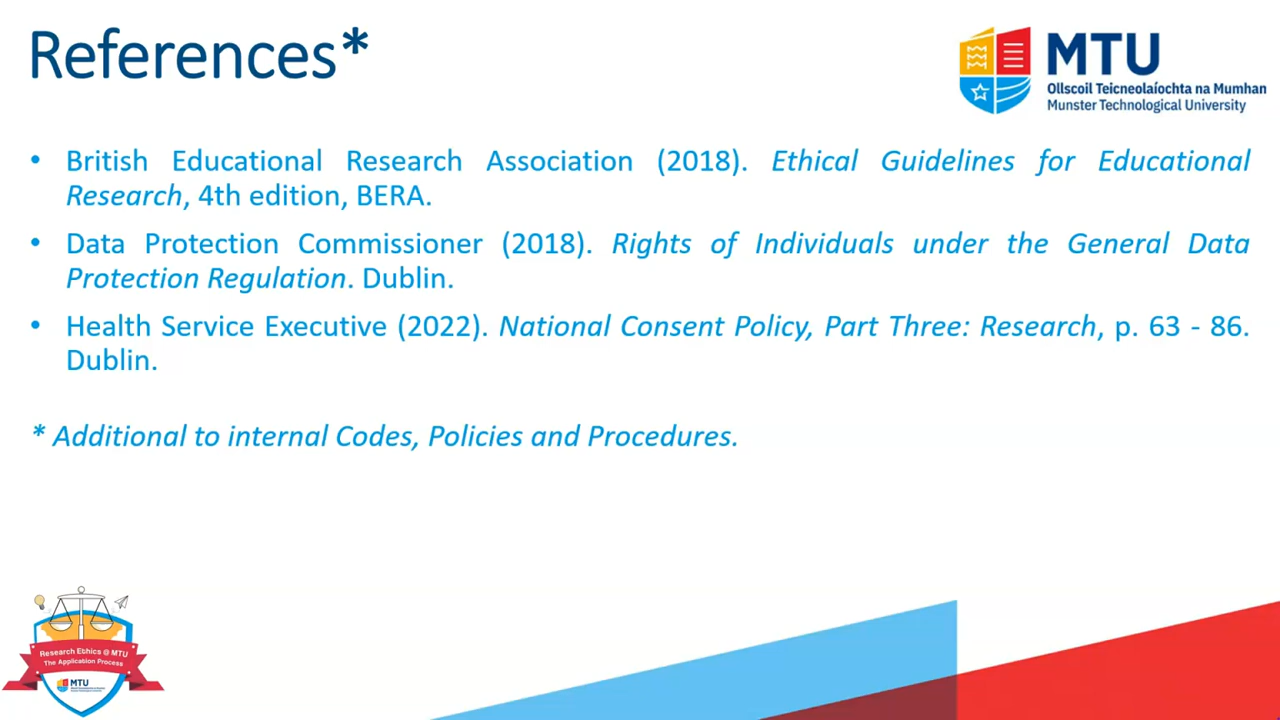 References*
MTU
Ollscoil Teicneolaíochta na Mumhan
Munster Technological University
• British Educational Research Association (2018). Ethical Guidelines for Educational
Research, 4th edition, BERA.
• Data Protection Commissioner (2018). Rights of Individuals under the General Data
Protection Regulation. Dublin.
• Health Service Executive (2022). National Consent Policy, Part Three: Research, p. 63 - 86.
Dublin.
* Additional to internal Codes, Policies and Procedures.
Research Ethics @ MTU
The Application Process
MTU